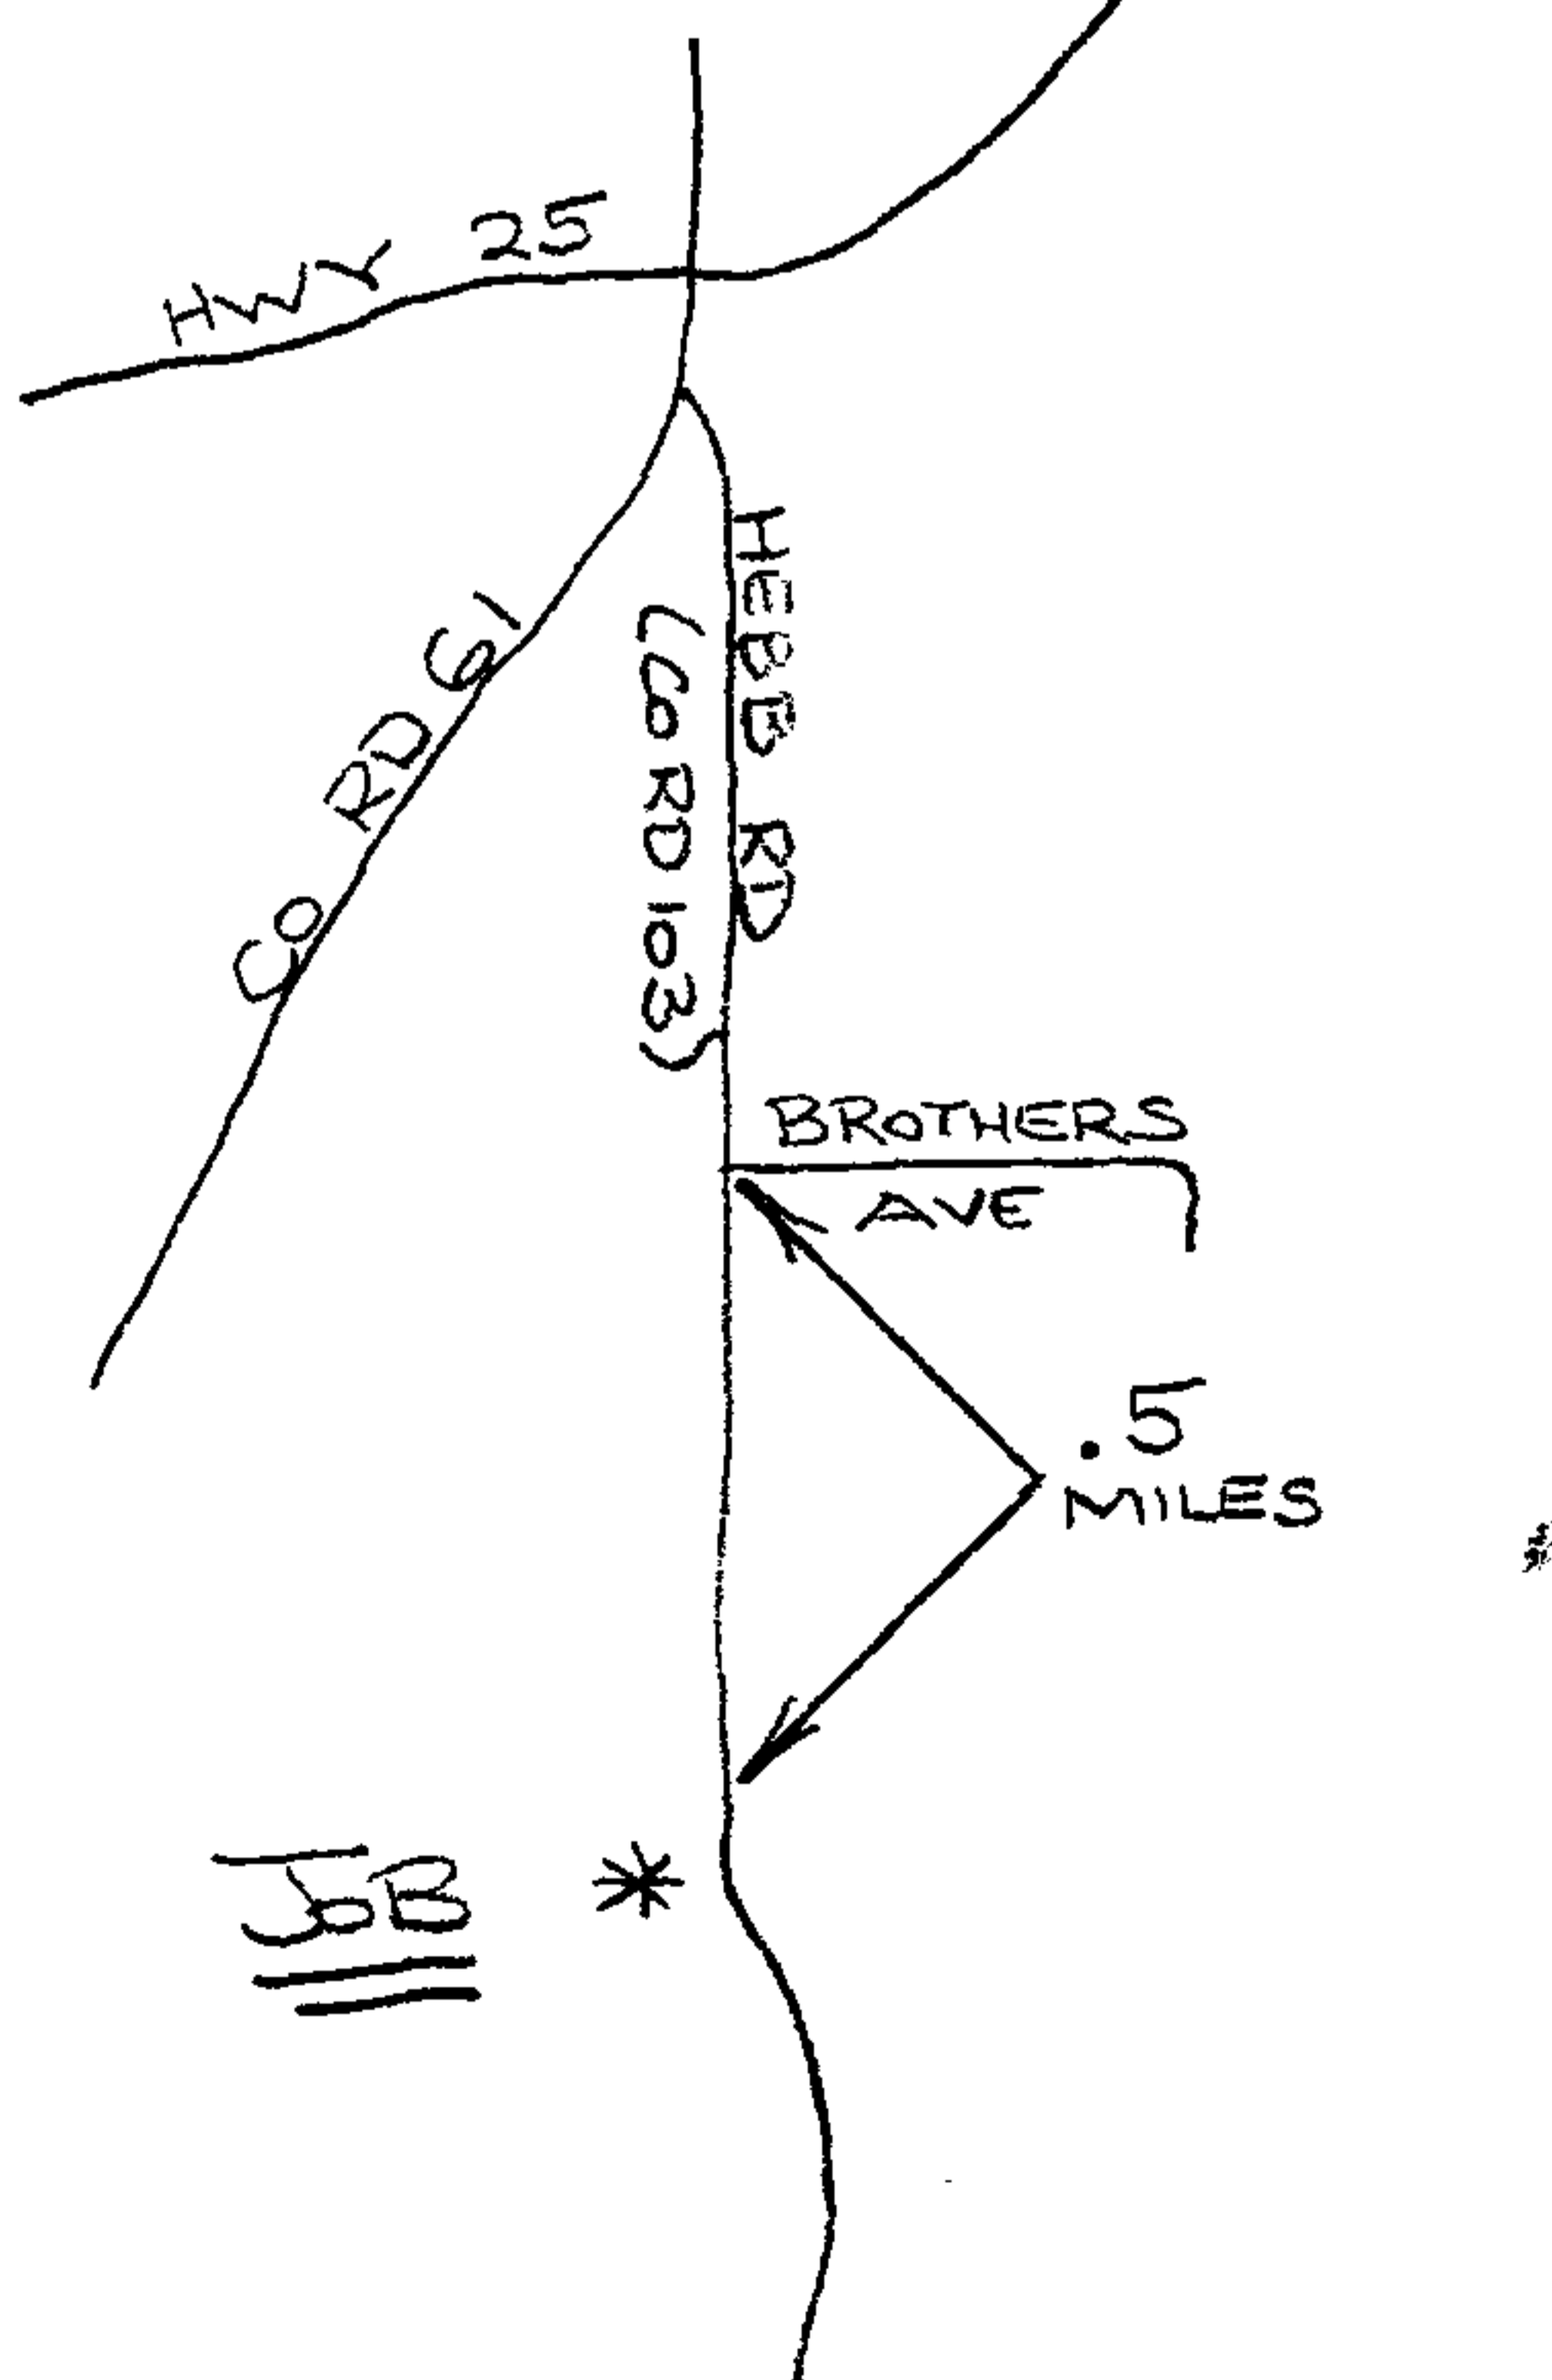 HWY 25
CO RD 61
HEBB RD
(CO RD 103)
BROTHERS
AVE
.5
MILES
JOB *